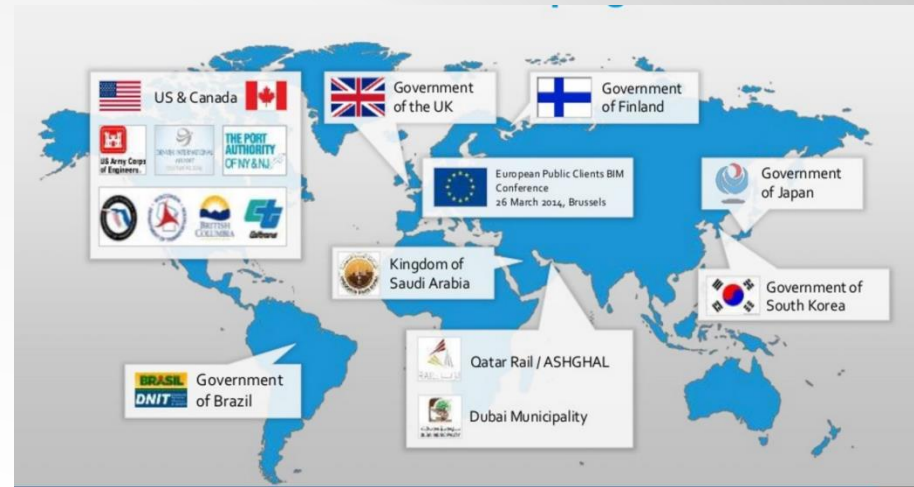 US & Canada
US Army Corps
of Engineers.
THE PORT
AUTHORITY
OF NY & NJ
BRITISH
COLUMBIA
Government
of the UK
Government
of Finland
European Public Clients BIM
Conference
26 March 2014, Brussels
Government
of Japan
Kingdom of
Saudi Arabia
Government of
South Korea
Qatar Rail / ASHGHAL
Dubai Municipality
BRASIL
DNIT
Government
of Brazil